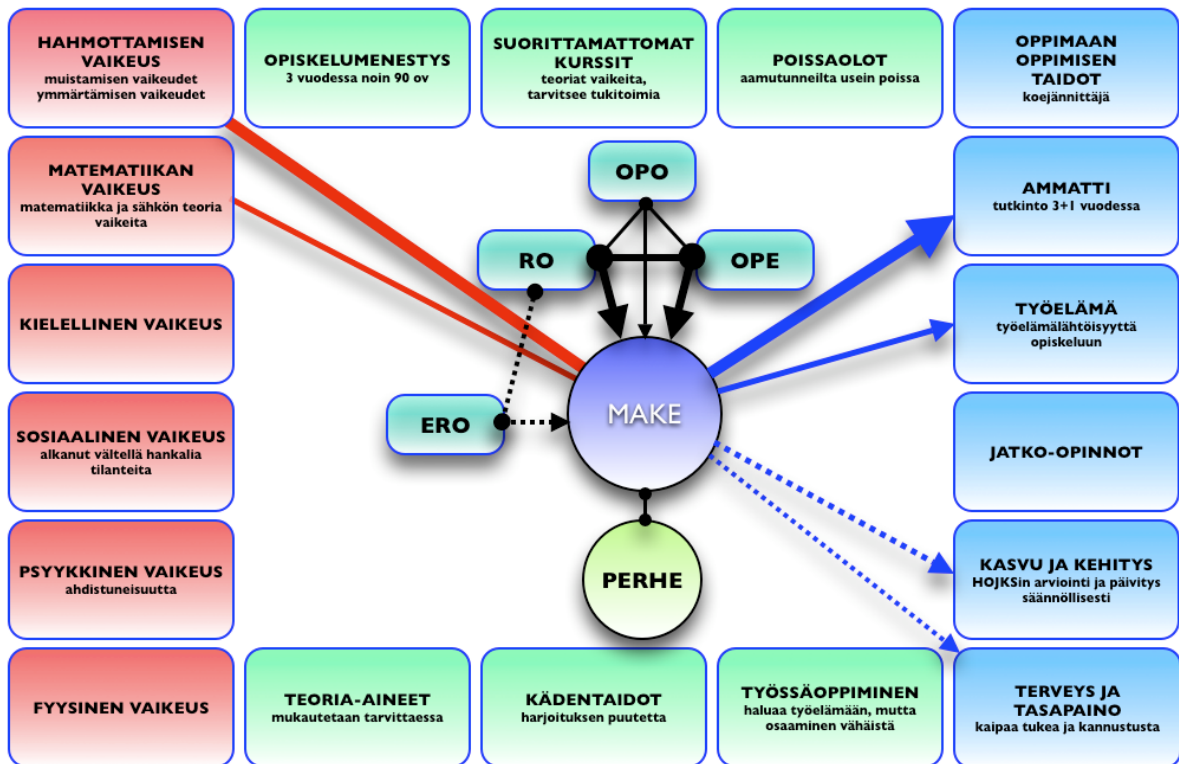 HAHMOTTAMISEN
VAIKEUS
muistamisen vaikeudet
ymmärtämisen vaikeudet
OPISKELUMENESTYS
3 vuodessa noin 90 ov
SUORITTAMATTOMAT
KURSSIT
teoriat vaikeita,
tarvitsee tukitoimia
POISSAOLOT
aamutunneilta usein poissa
OPPIMAAN
OPPIMISEN
TAIDOT
koejännittäjä
MATEMATIIKAN
VAIKEUS
matematiikka ja sähkön teoria
vaikeita
OPO
AMMATTI
tutkinto 3+1 vuodessa
RO
OPE
KIELELLINEN VAIKEUS
TYÖELÄMÄ
työelämälähtöisyyttä
opiskeluun
SOSIAALINEN VAIKEUS
alkanut vältellä hankalia
tilanteita
ERO
MAKE
JATKO-OPINNOT
PSYYKKINEN VAIKEUS
ahdistuneisuutta
PERHE
KASVU JA KEHITYS
HOJKSin arviointi ja päivitys
säännöllisesti
FYYSINEN VAIKEUS
TEORIA-AINEET
mukautetaan tarvittaessa
KÄDENTAIDOT
harjoituksen puutetta
TYÖSSÄOPPIMINEN
haluaa työelämään, mutta
osaaminen vähäistä
TERVEYS JA
TASAPAINO
kaipaa tukea ja kannustusta